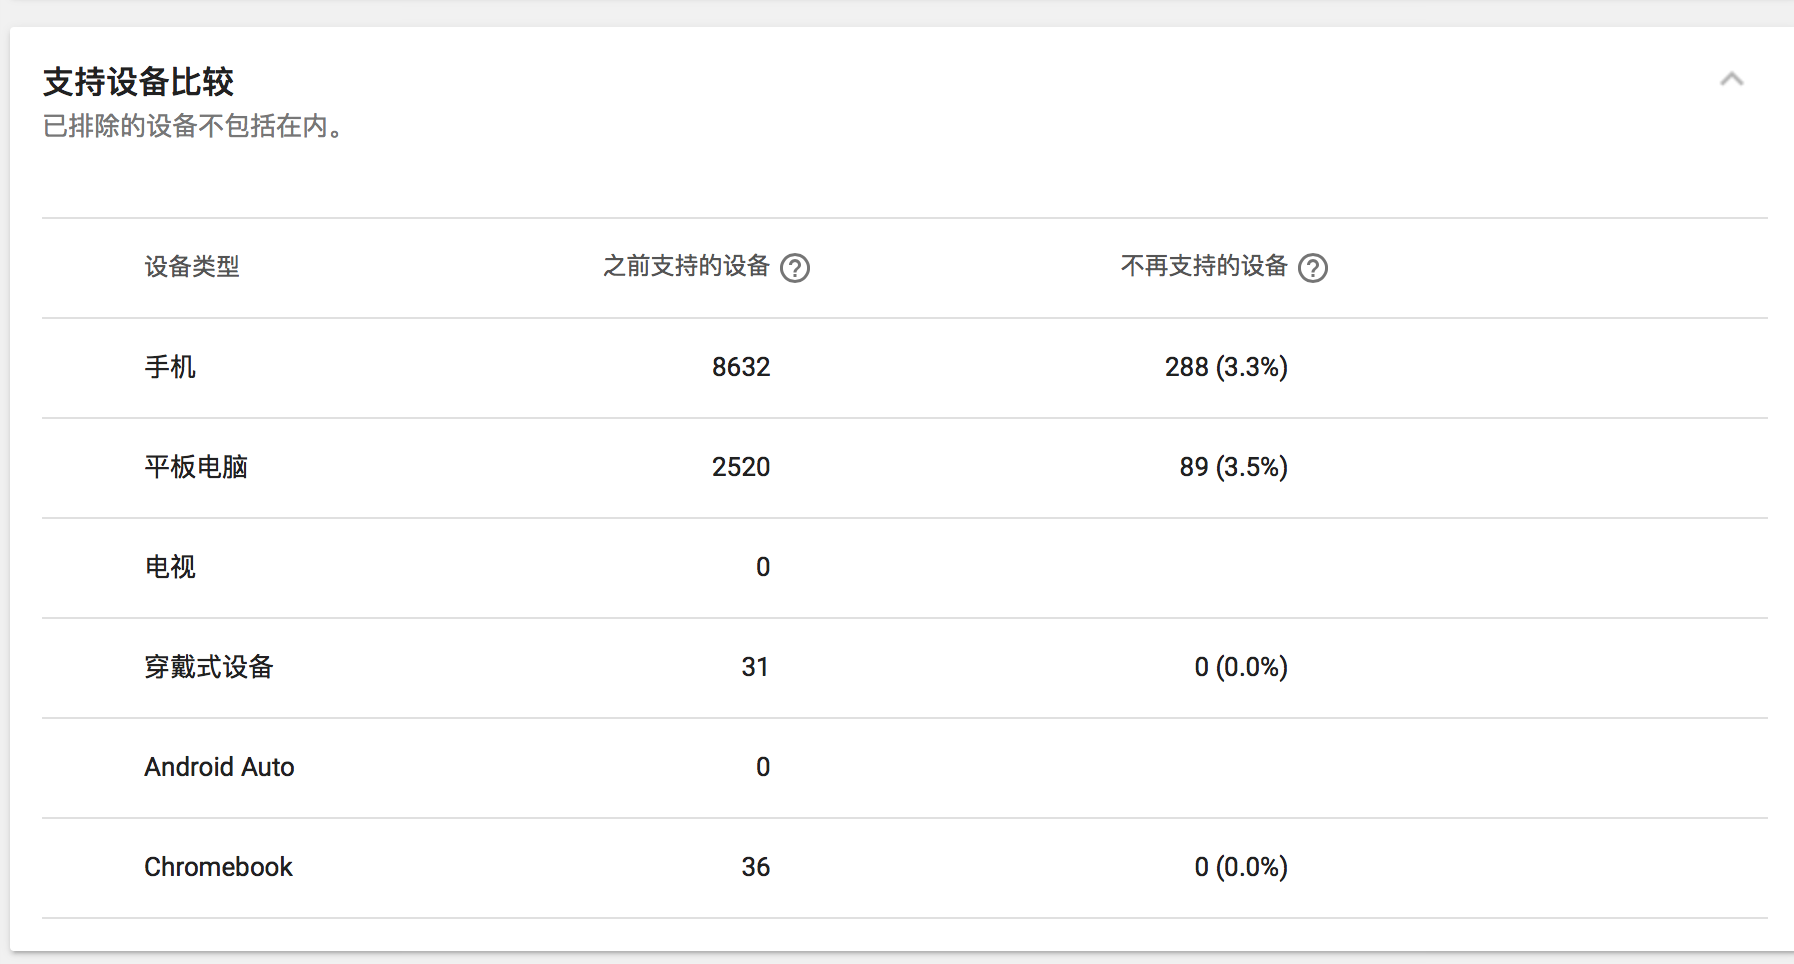 支持设备比较
已排除的设备不包括在内。
设备类型 之前支持的设备 ? 不再支持的设备 ?
手机 8632 288 (3.3%)
平板电脑 2520 89 (3.5%)
电视 0
穿戴式设备 31 0 (0.0%)
Android Auto 0
Chromebook 36 0 (0.0%)